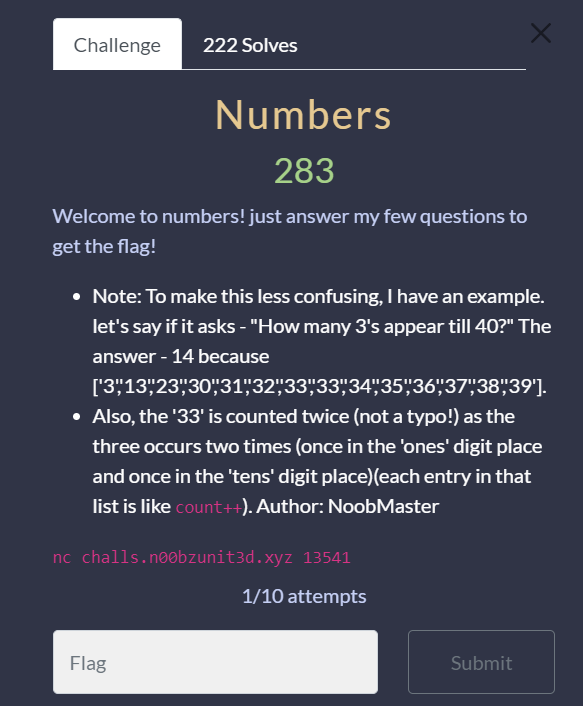 Challenge
222 Solves
Numbers
283
Welcome to numbers! just answer my few questions to
get the flag!
Note: To make this less confusing, I have an example.
let's say if it asks - "How many 3's appear till 40?" The
answer - 14 because
['3','13','23','30','31','32','33','33','34','35','36','37','38','39'].
Also, the '33' is counted twice (not a typo!) as the
three occurs two times (once in the 'ones' digit place
and once in the 'tens' digit place)(each entry in that
list is like count++). Author: NoobMaster
nc challs.n00bzunit3d.xyz 13541
1/10 attempts
Flag
Submit